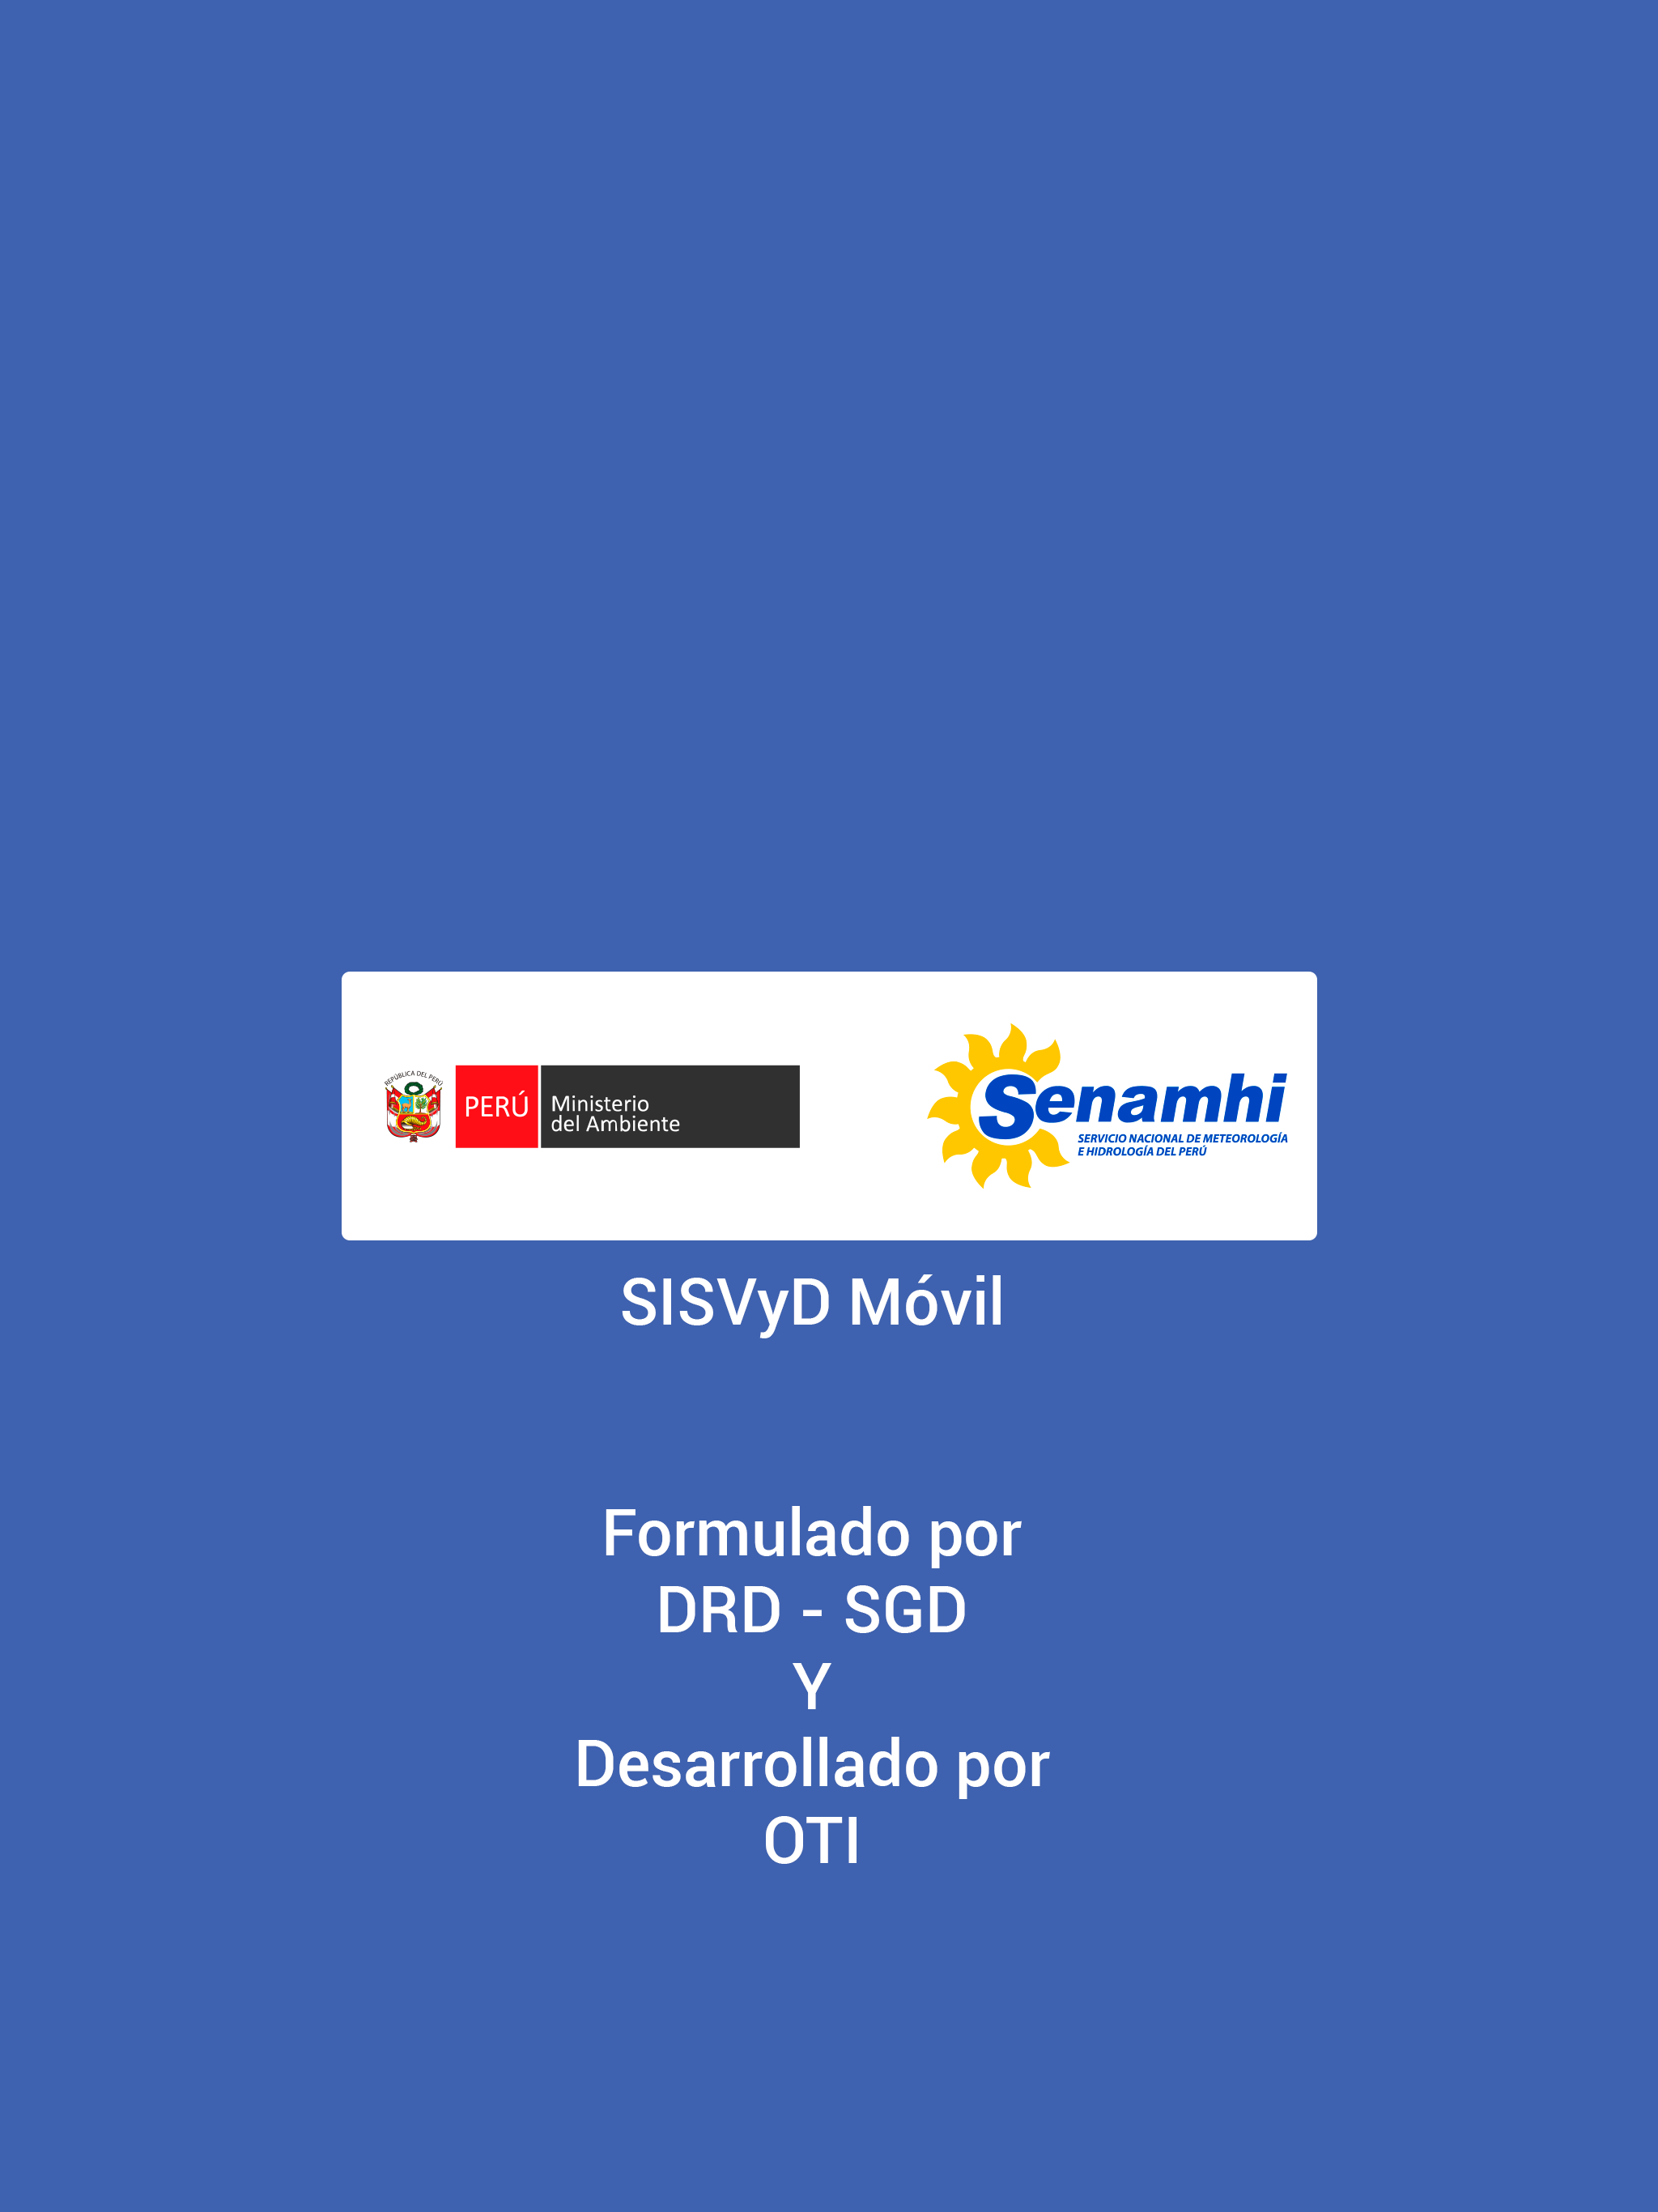 REPÚBLICA DEL PERÚ
PERÚ
Ministerio
del Ambiente
Senamhi
SERVICIO NACIONAL DE METEOROLOGÍA
E HIDROLOGÍA DEL PERÚ
SISVyD Móvil
Formulado por
DRD - SGD
Y
Desarrollado por
OTI